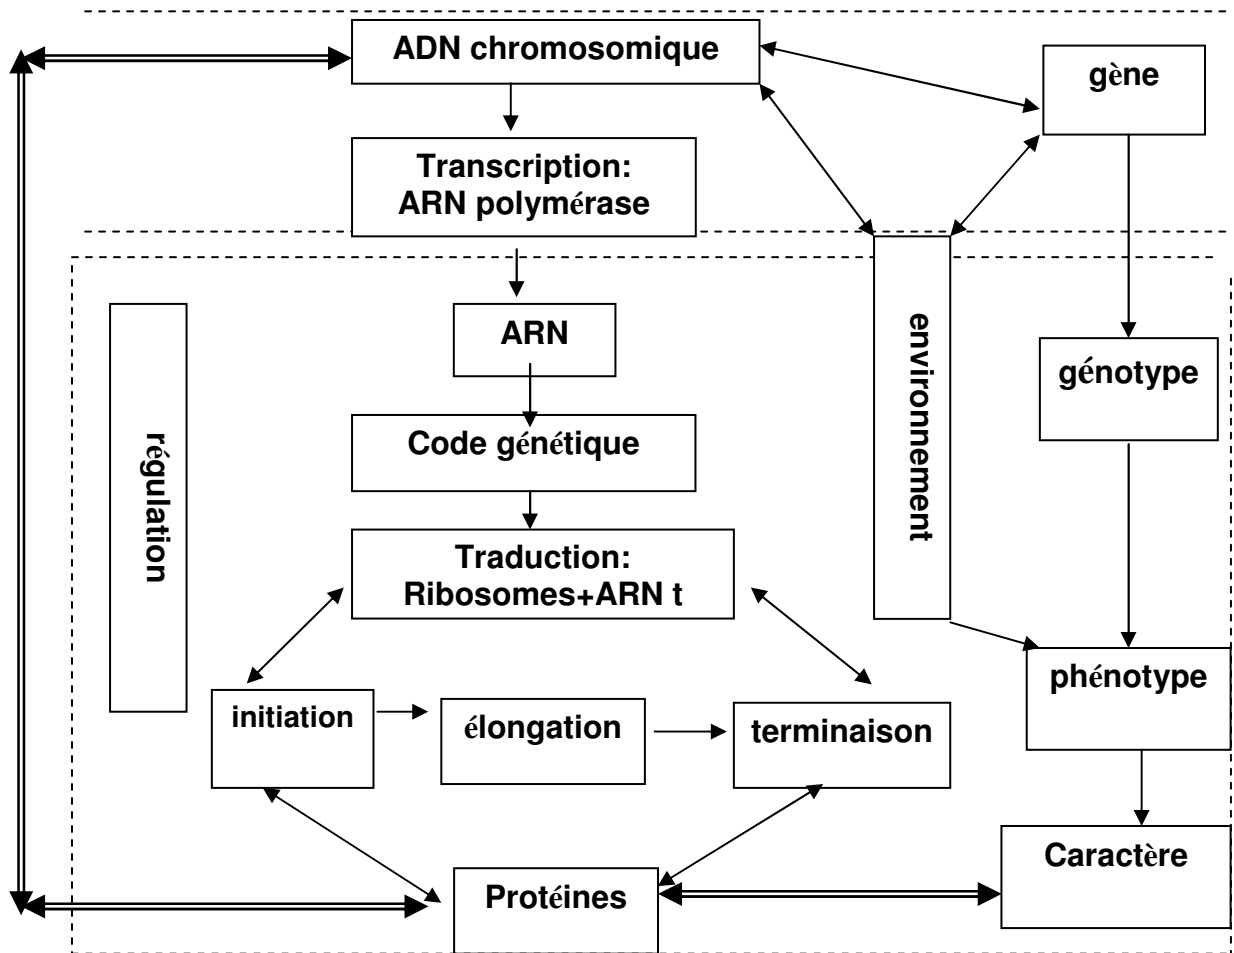 ADN chromosomique
gène
Transcription:
ARN polymérase
ARN
environnement
génotype
régulation
Code génétique
Traduction:
Ribosomes+ARN t
phénotype
initiation
élongation
terminaison
Caractère
Protéines